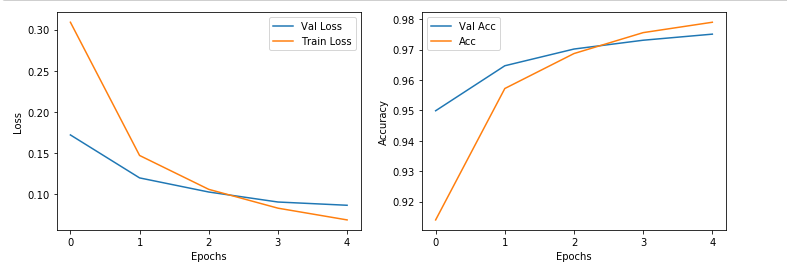 Val Loss
Train Loss
0.30
0.25
0.20
0.15
0.10
Loss
0
1
2
3
4
Epochs
Val Acc
Acc
0.98
0.97
0.96
0.95
0.94
0.93
0.92
Accuracy
0
1
2
3
4
Epochs